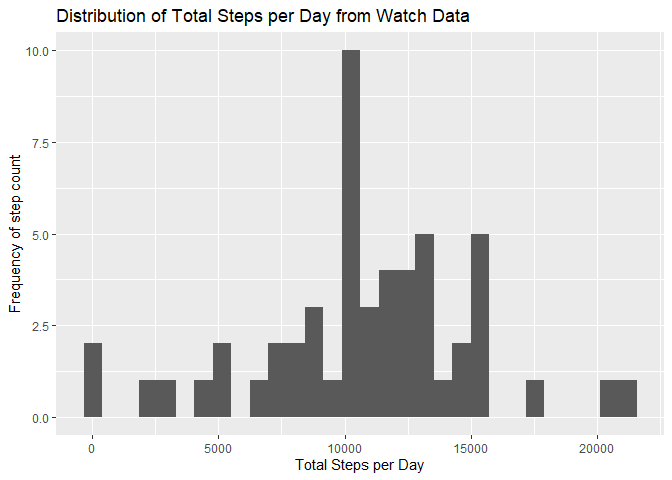 Distribution of Total Steps per Day from Watch Data
10.0
7.5
5.0
2.5
0.0
Frequency of step count
0 5000 10000 15000 20000
Total Steps per Day